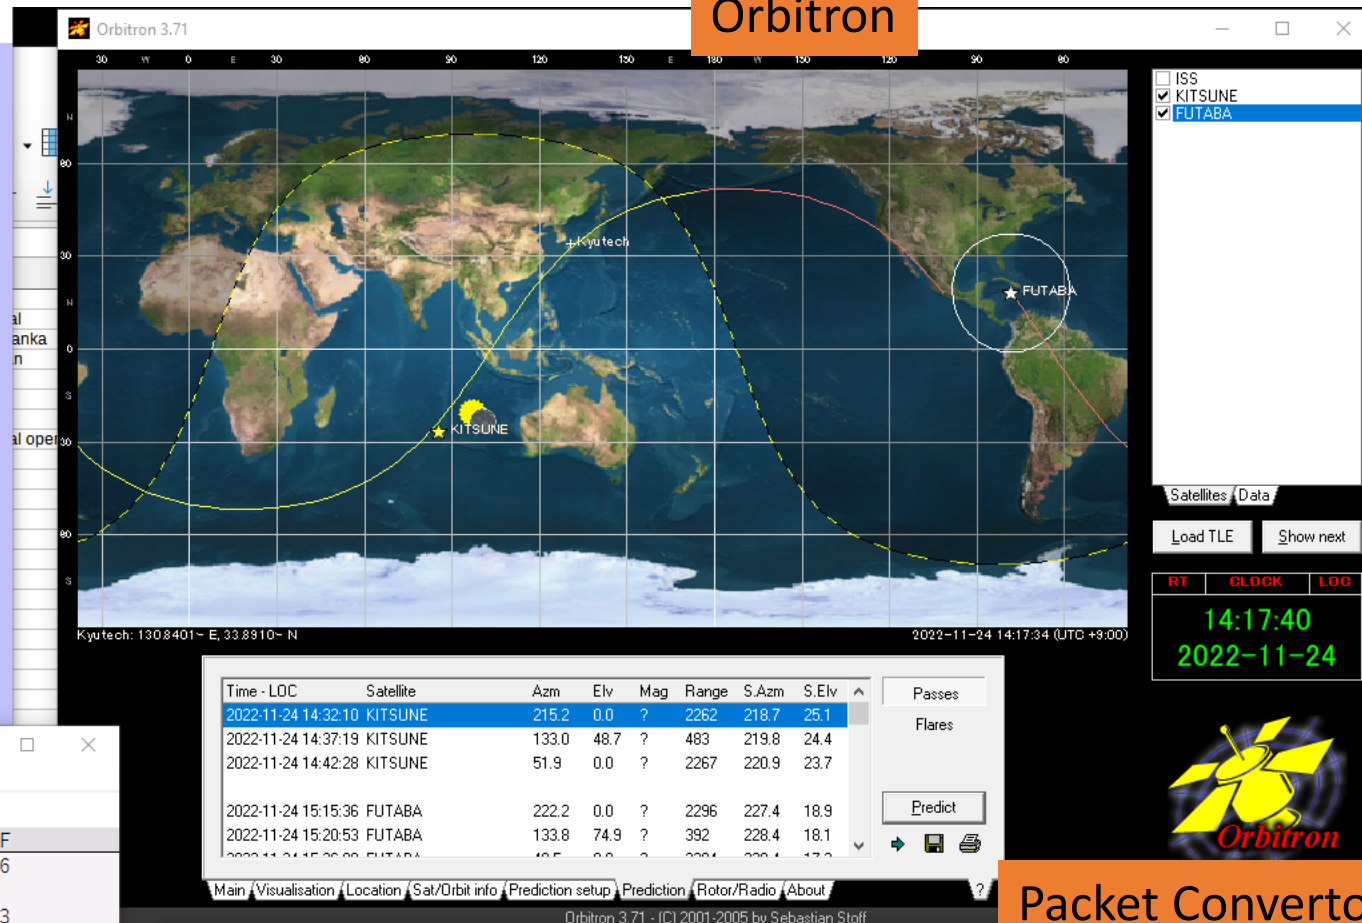 Orbitron
Orbitron 3.71
30 W 0 E 30 60 90 120 150 E 180 W 150 120 90 60
N
60
30
N
0
S
30
60
S
al
anka
n
al oper
Kyutech
FUTABA
KITSUNE
Kyutech: 130.8401~ E, 33.8910~ N
2022-11-24 14:17:34 (UTC +9:00)
ISS
KITSUNE
FUTABA
Satellites Data
Load TLE Show next
RT CLOCK LOC
14:17:40
2022-11-24
Time - LOC Satellite Azm Elv Mag Range S.Azm S.Elv
2022-11-24 14:32:10 KITSUNE 215.2 0.0 ? 2262 218.7 25.1
2022-11-24 14:37:19 KITSUNE 133.0 48.7 ? 483 219.8 24.4
2022-11-24 14:42:28 KITSUNE 51.9 0.0 ? 2267 220.9 23.7
2022-11-24 15:15:36 FUTABA 222.2 0.0 ? 2296 227.4 18.9
2022-11-24 15:20:53 FUTABA 133.8 74.9 ? 392 228.4 18.1
Passes
Flares
Predict
Orbitron
Main Visualisation Location Sat/Orbit info Prediction setup Prediction Rotor/Radio About ?
Orbitron 3.71 - (C) 2001-2005 by Sebastian Stoff
F
6
3
Packet Converto